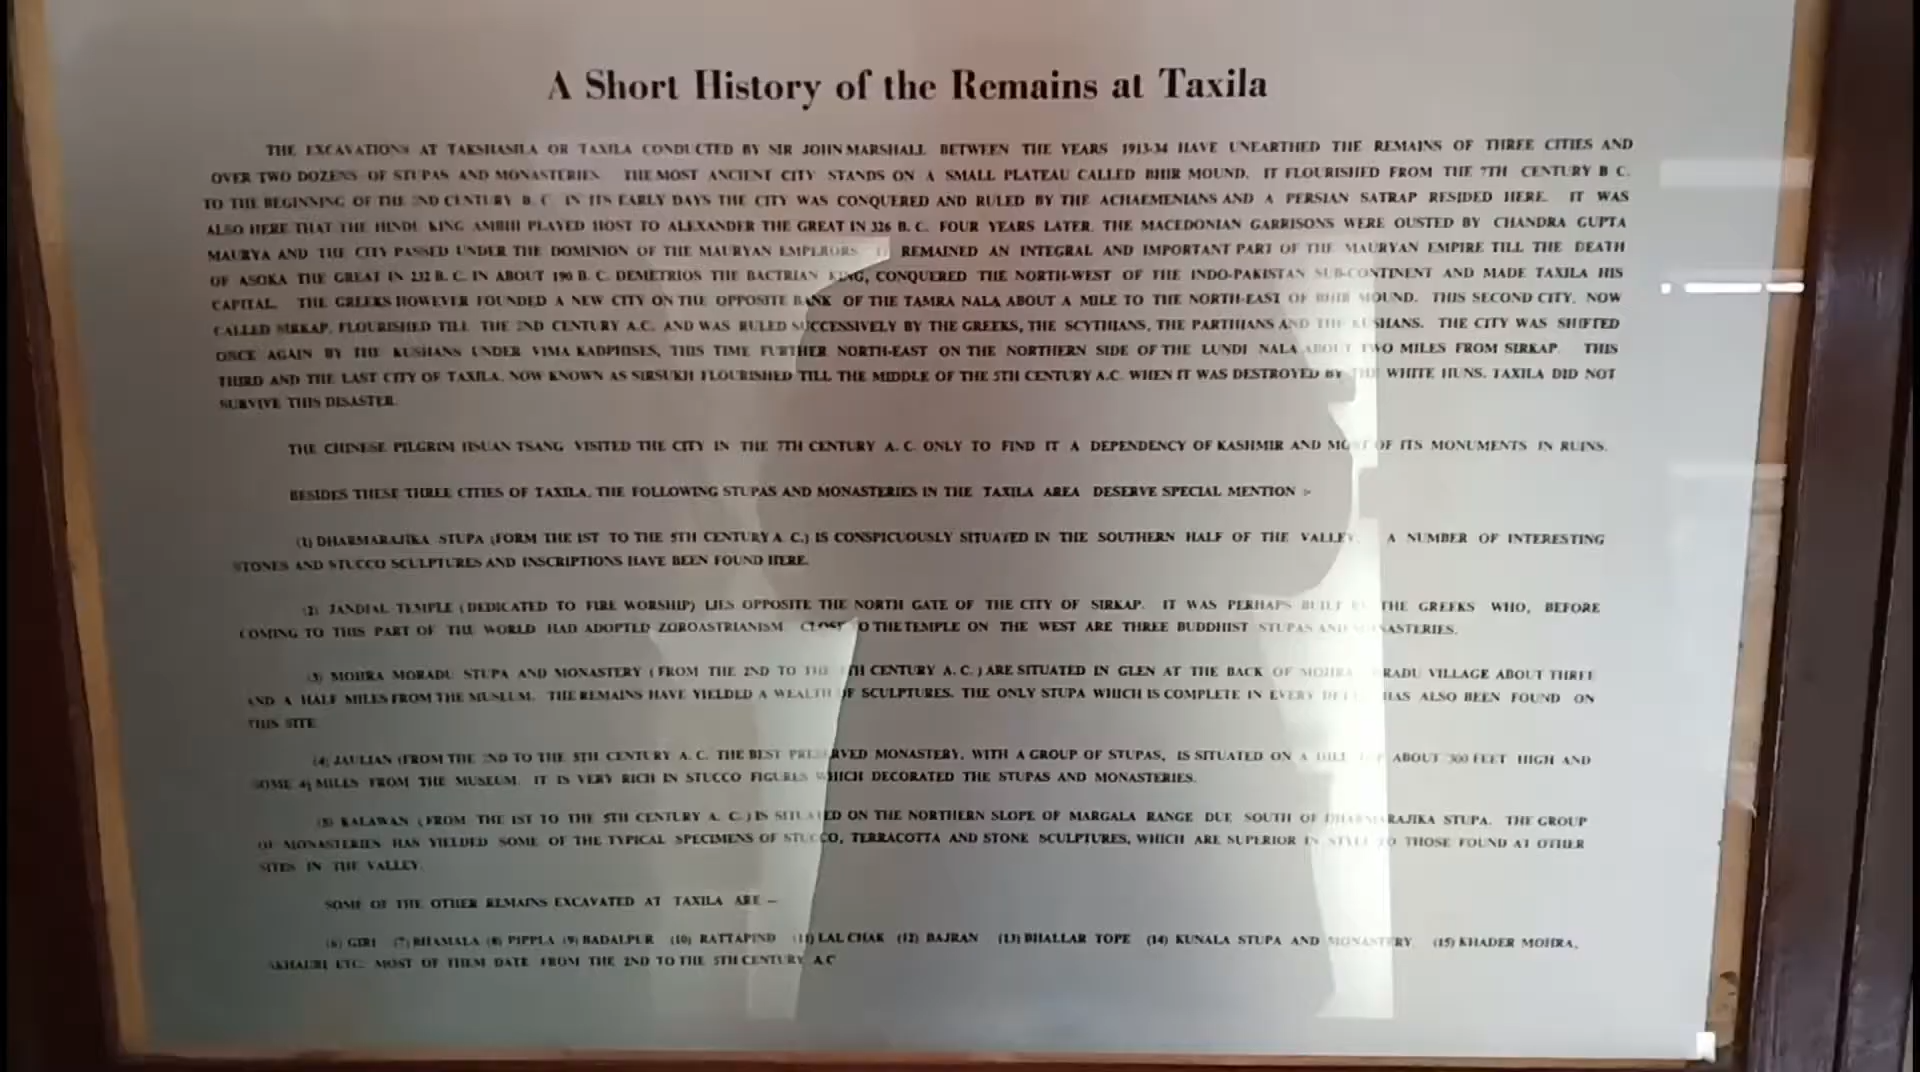 A Short History of the Remains at Taxila
THE EXCAVATIONS AT TAKSHASILA OR TAXILA CONDUCTED BY SIR JOHN MARSHALL BETWEEN THE YEARS 1913-34 HAVE UNEARTHED THE REMAINS OF THREE CITIES AND
OVER TWO DOZENS OF STUPAS AND MONASTERIES. THE MOST ANCIENT CITY STANDS ON A SMALL PLATEAU CALLED BHIR MOUND. IT FLOURISHED FROM THE 7TH CENTURY B C.
TO THE BEGINNING OF THE 2ND CENTURY B. C. IN ITS EARLY DAYS THE CITY WAS CONQUERED AND RULED BY THE ACHAEMENIANS AND A PERSIAN SATRAP RESIDED HERE. IT WAS
ALSO HERE THAT THE HINDU KING AMBHI PLAYED HOST TO ALEXANDER THE GREAT IN 326 B. C. FOUR YEARS LATER, THE MACEDONIAN GARRISONS WERE OUSTED BY CHANDRA GUPTA
MAURYA AND THE CITY PASSED UNDER THE DOMINION OF THE MAURYAN EMPERORS. IT REMAINED AN INTEGRAL AND IMPORTANT PART OF THE MAURYAN EMPIRE TILL THE DEATH
OF ASOKA THE GREAT IN 232 B. C. IN ABOUT 190 B. C. DEMETRIOS THE BACTRIAN KING, CONQUERED THE NORTH-WEST OF THE INDO-PAKISTAN SUB-CONTINENT AND MADE TAXILA HIS
CAPITAL. THE GREEKS HOWEVER FOUNDED A NEW CITY ON THE OPPOSITE BANK OF THE TAMRA NALA ABOUT A MILE TO THE NORTH-EAST OF BHIR MOUND. THIS SECOND CITY, NOW
CALLED SIRKAP, FLOURISHED TILL THE 2ND CENTURY A.C. AND WAS RULED SUCCESSIVELY BY THE GREEKS, THE SCYTHIANS, THE PARTHIANS AND THE KUSHANS. THE CITY WAS SHIFTED
ONCE AGAIN BY THE KUSHANS UNDER VIMA KADPHISES, THIS TIME FURTHER NORTH-EAST ON THE NORTHERN SIDE OF THE LUNDI NALA ABOUT TWO MILES FROM SIRKAP. THIS
THIRD AND THE LAST CITY OF TAXILA, NOW KNOWN AS SIRSUKH FLOURISHED TILL THE MIDDLE OF THE 5TH CENTURY A.C. WHEN IT WAS DESTROYED BY THE WHITE HUNS. TAXILA DID NOT
SURVIVE THIS DISASTER.
THE CHINESE PILGRIM HSUAN TSANG VISITED THE CITY IN THE 7TH CENTURY A. C. ONLY TO FIND IT A DEPENDENCY OF KASHMIR AND MOST OF ITS MONUMENTS IN RUINS.
BESIDES THESE THREE CITIES OF TAXILA, THE FOLLOWING STUPAS AND MONASTERIES IN THE TAXILA AREA DESERVE SPECIAL MENTION :-
(1) DHARMARAJIKA STUPA (FORM THE 1ST TO THE 5TH CENTURY A. C.) IS CONSPICUOUSLY SITUATED IN THE SOUTHERN HALF OF THE VALLEY. A NUMBER OF INTERESTING
STONES AND STUCCO SCULPTURES AND INSCRIPTIONS HAVE BEEN FOUND HERE.
(2) JANDIAL TEMPLE (DEDICATED TO FIRE WORSHIP) LIES OPPOSITE THE NORTH GATE OF THE CITY OF SIRKAP. IT WAS PERHAPS BUILT BY THE GREEKS WHO, BEFORE
COMING TO THIS PART OF THE WORLD HAD ADOPTED ZOROASTRIANISM. CLOSE TO THE TEMPLE ON THE WEST ARE THREE BUDDHIST STUPAS AND MONASTERIES.
(3) MOHRA MORADU STUPA AND MONASTERY (FROM THE 2ND TO THE 5TH CENTURY A. C.) ARE SITUATED IN GLEN AT THE BACK OF MOHRA MORADU VILLAGE ABOUT THREE
AND A HALF MILES FROM THE MUSEUM. THE REMAINS HAVE YIELDED A WEALTH OF SCULPTURES. THE ONLY STUPA WHICH IS COMPLETE IN EVERY DETAIL HAS ALSO BEEN FOUND ON
THIS SITE
(4) JAULIAN (FROM THE 2ND TO THE 5TH CENTURY A. C. THE BEST PRESERVED MONASTERY, WITH A GROUP OF STUPAS, IS SITUATED ON A HILL TOP ABOUT 300 FEET HIGH AND
SOME 4½ MILES FROM THE MUSEUM. IT IS VERY RICH IN STUCCO FIGURES WHICH DECORATED THE STUPAS AND MONASTERIES.
(5) KALAWAN (FROM THE 1ST TO THE 5TH CENTURY A. C.) IS SITUATED ON THE NORTHERN SLOPE OF MARGALA RANGE DUE SOUTH OF DHARMARAJIKA STUPA. THE GROUP
OF MONASTERIES HAS YIELDED SOME OF THE TYPICAL SPECIMENS OF STUCCO, TERRACOTTA AND STONE SCULPTURES, WHICH ARE SUPERIOR IN STYLE TO THOSE FOUND AT OTHER
SITES IN THE VALLEY.
SOME OF THE OTHER REMAINS EXCAVATED AT TAXILA ARE –
(6) GIRI (7) BHAMALA (8) PIPPLA (9) BADALPUR (10) RATTAPIND (11) LAL CHAK (12) BAJRAN (13) BHALLAR TOPE (14) KUNALA STUPA AND MONASTERY (15) KHADER MOHRA,
AKHAURI ETC. MOST OF THEM DATE FROM THE 2ND TO THE 5TH CENTURY A.C